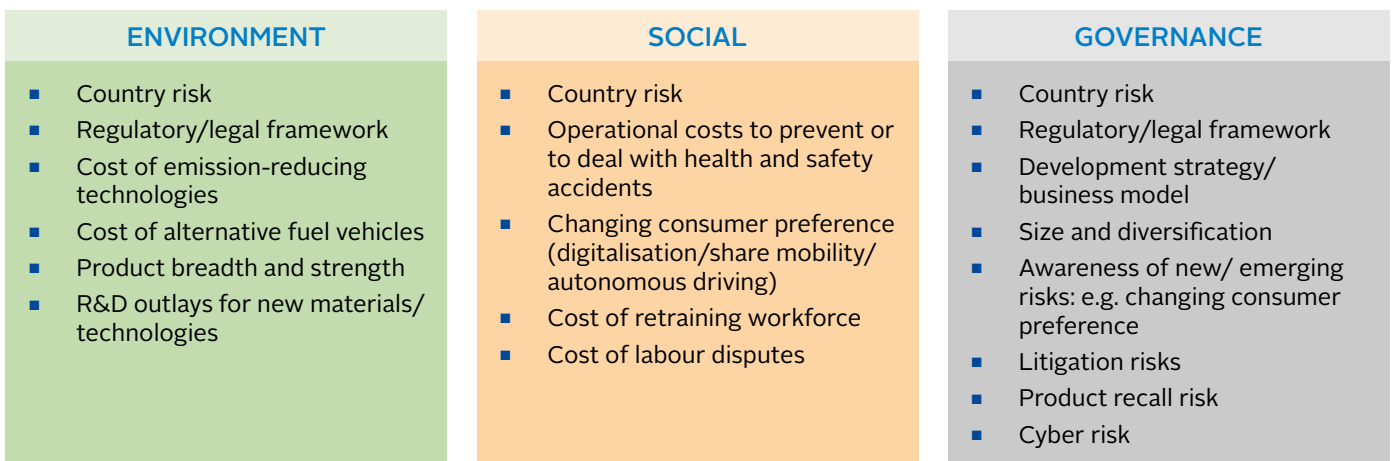 ENVIRONMENT
Country risk
Regulatory/legal framework
Cost of emission-reducing
technologies
Cost of alternative fuel vehicles
Product breadth and strength
R&D outlays for new materials/
technologies
SOCIAL
Country risk
Operational costs to prevent or
to deal with health and safety
accidents
Changing consumer preference
(digitalisation/share mobility/
autonomous driving)
Cost of retraining workforce
Cost of labour disputes
GOVERNANCE
Country risk
Regulatory/legal framework
Development strategy/
business model
Size and diversification
Awareness of new/ emerging
risks: e.g. changing consumer
preference
Litigation risks
Product recall risk
Cyber risk